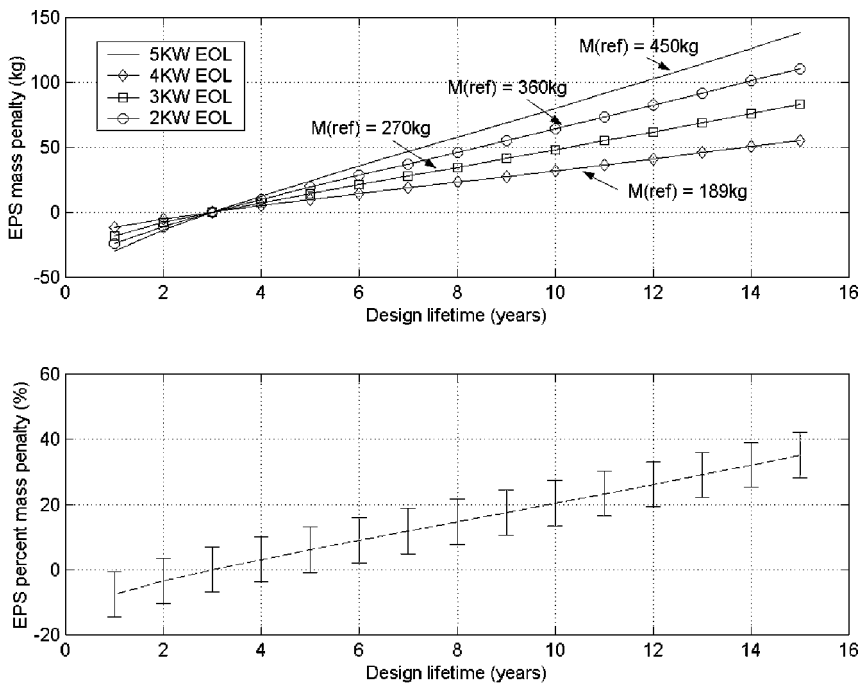 150
100
50
0
-50
EPS mass penalty (kg)
5KW EOL
4KW EOL
3KW EOL
2KW EOL
M(ref) = 450kg
M(ref) = 360kg
M(ref) = 270kg
M(ref) = 189kg
0 2 4 6 8 10 12 14 16
Design lifetime (years)
60
40
20
0
-20
EPS percent mass penalty (%)
0 2 4 6 8 10 12 14 16
Design lifetime (years)